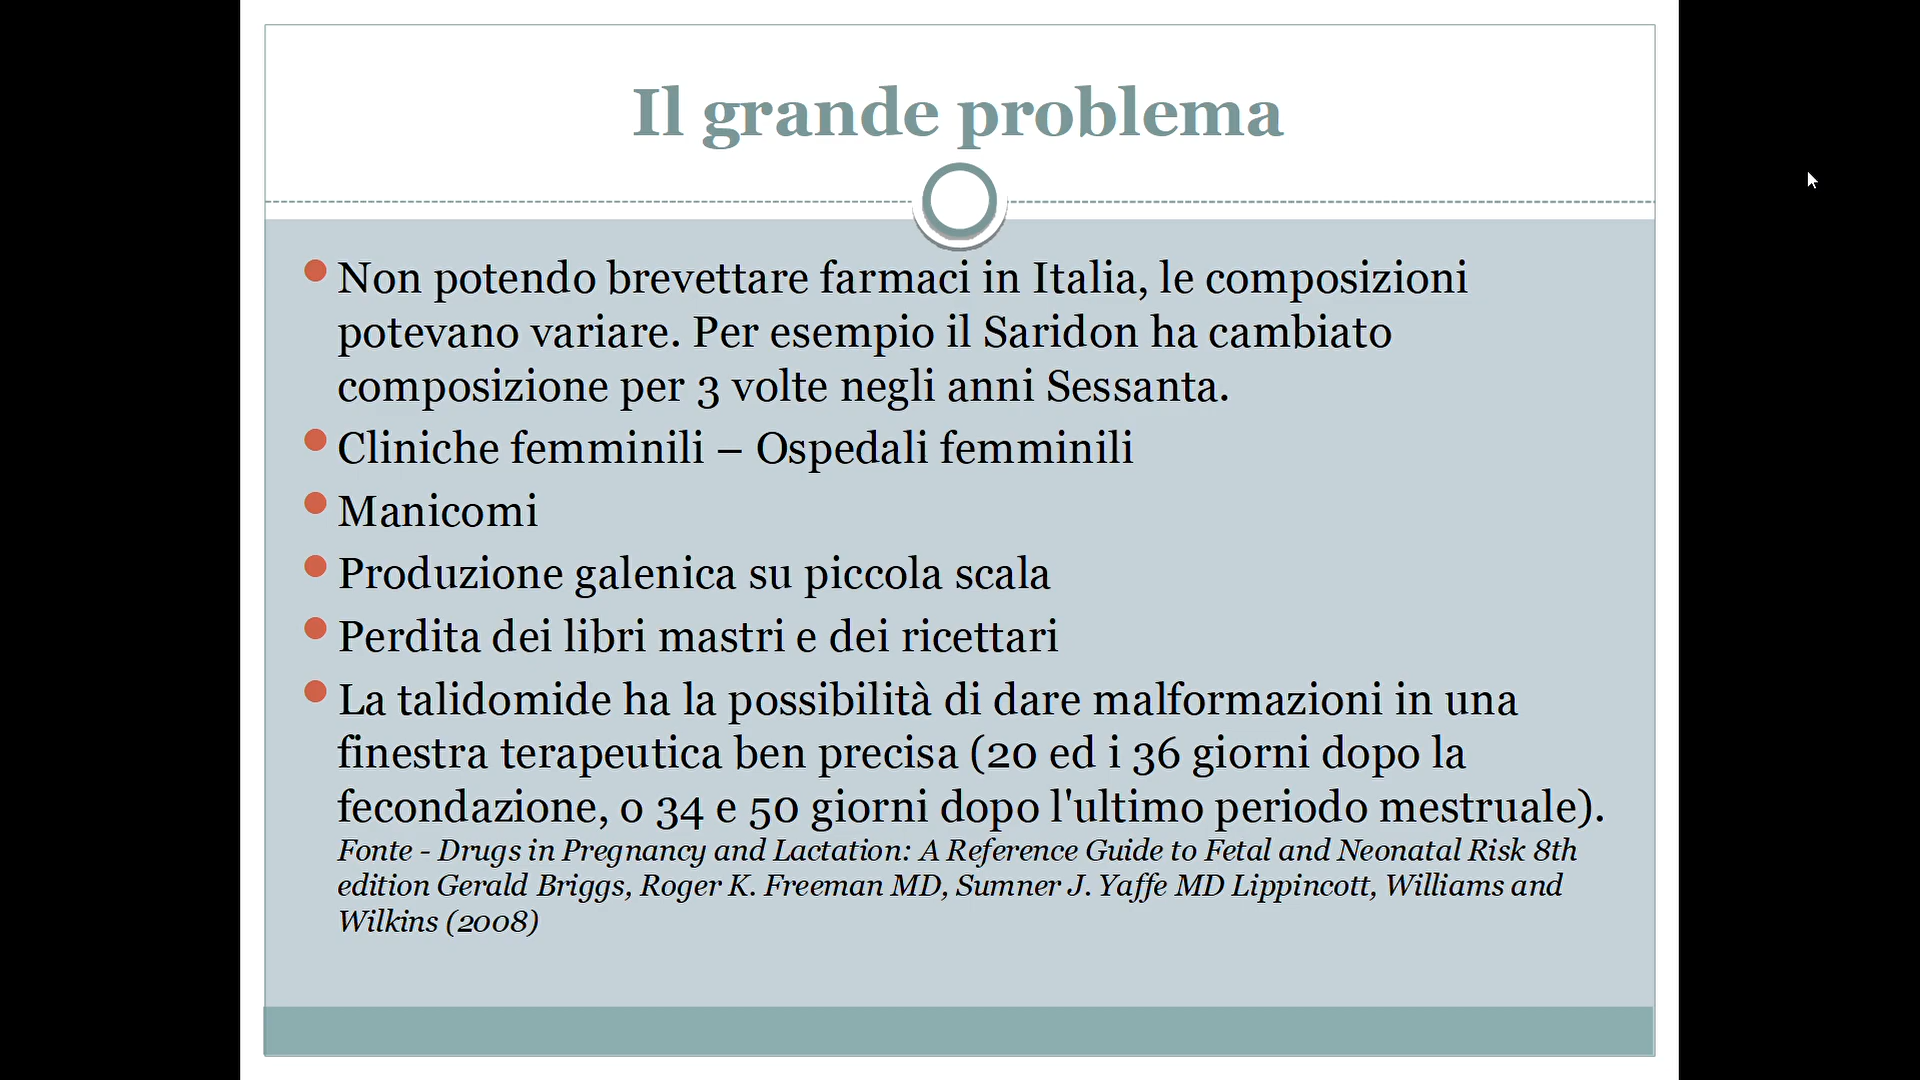 Il grande problema
Non potendo brevettare farmaci in Italia, le composizioni
potevano variare. Per esempio il Saridon ha cambiato
composizione per 3 volte negli anni Sessanta.
Cliniche femminili – Ospedali femminili
Manicomi
Produzione galenica su piccola scala
Perdita dei libri mastri e dei ricettari
La talidomide ha la possibilità di dare malformazioni in una
finestra terapeutica ben precisa (20 ed i 36 giorni dopo la
fecondazione, o 34 e 50 giorni dopo l'ultimo periodo mestruale).
Fonte - Drugs in Pregnancy and Lactation: A Reference Guide to Fetal and Neonatal Risk 8th
edition Gerald Briggs, Roger K. Freeman MD, Sumner J. Yaffe MD Lippincott, Williams and
Wilkins (2008)